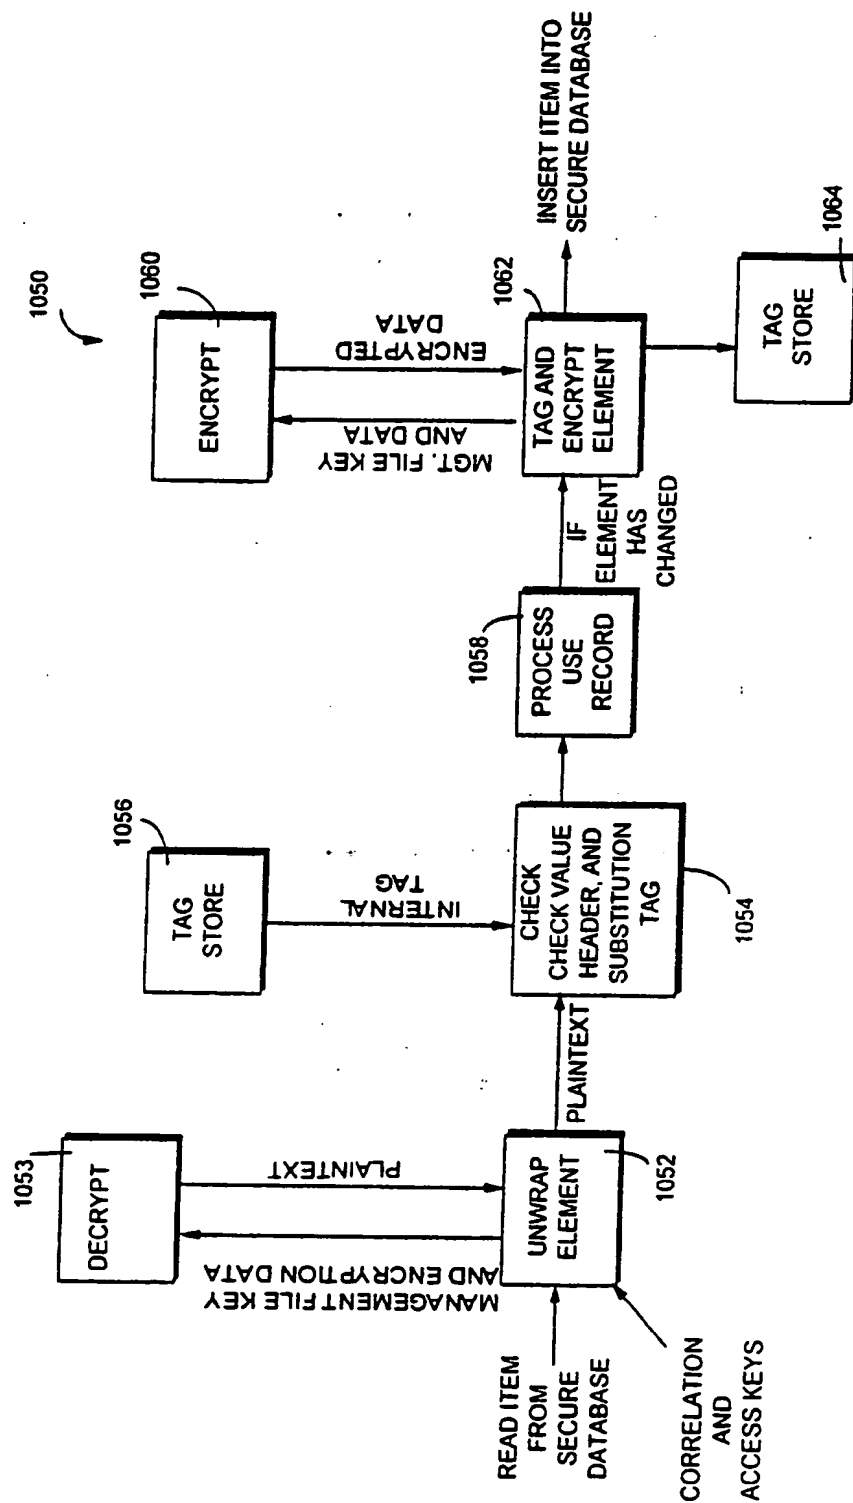 1050
1053
DECRYPT
MANAGEMENT FILE KEY
AND ENCRYPTION DATA
PLAINTEXT
READ ITEM
FROM
SECURE
DATABASE
CORRELATION
AND
ACCESS KEYS
UNWRAP
ELEMENT
1052
PLAINTEXT
1056
TAG
STORE
INTERNAL
TAG
CHECK
CHECK VALUE
HEADER, AND
SUBSTITUTION
TAG
1054
1058
PROCESS
USE
RECORD
IF
ELEMENT
HAS
CHANGED
1060
ENCRYPT
MGT. FILE KEY
AND DATA
ENCRYPTED
DATA
1062
TAG AND
ENCRYPT
ELEMENT
INSERT ITEM INTO
SECURE DATABASE
TAG
STORE
1064